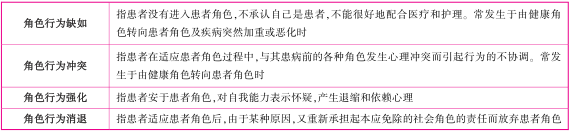 角色行为缺如
指患者没有进入患者角色,不承认自己是患者,不能很好地配合医疗和护理。常发生于由健康角
色转向患者角色及疾病突然加重或恶化时
角色行为冲突
指患者在适应患者角色过程中,与其患病前的各种角色发生心理冲突而引起行为的不协调。常发
生于由健康角色转向患者角色时
角色行为强化
指患者安于患者角色,对自我能力表示怀疑,产生退缩和依赖心理
角色行为消退
指患者适应患者角色后,由于某种原因,又重新承担起本应免除的社会角色的责任而放弃患者角色